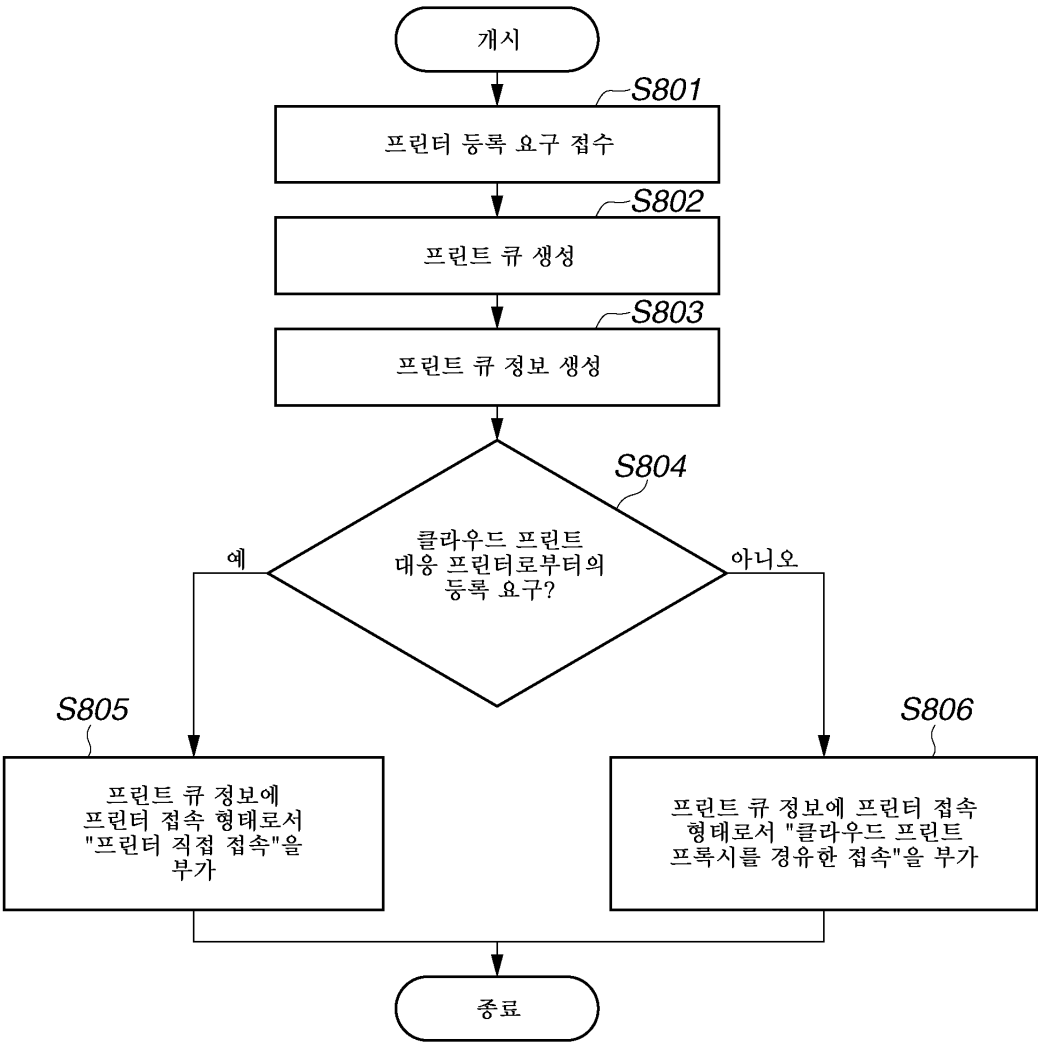 개시
S801
프린터 등록 요구 접수
S802
프린트 큐 생성
S803
프린트 큐 정보 생성
S804
클라우드 프린트
대응 프린터로부터의
등록 요구?
예
아니오
S805
프린트 큐 정보에
프린터 접속 형태로서
"프린터 직접 접속"을
부가
S806
프린트 큐 정보에 프린터 접속
형태로서 "클라우드 프린트
프록시를 경유한 접속"을 부가
종료